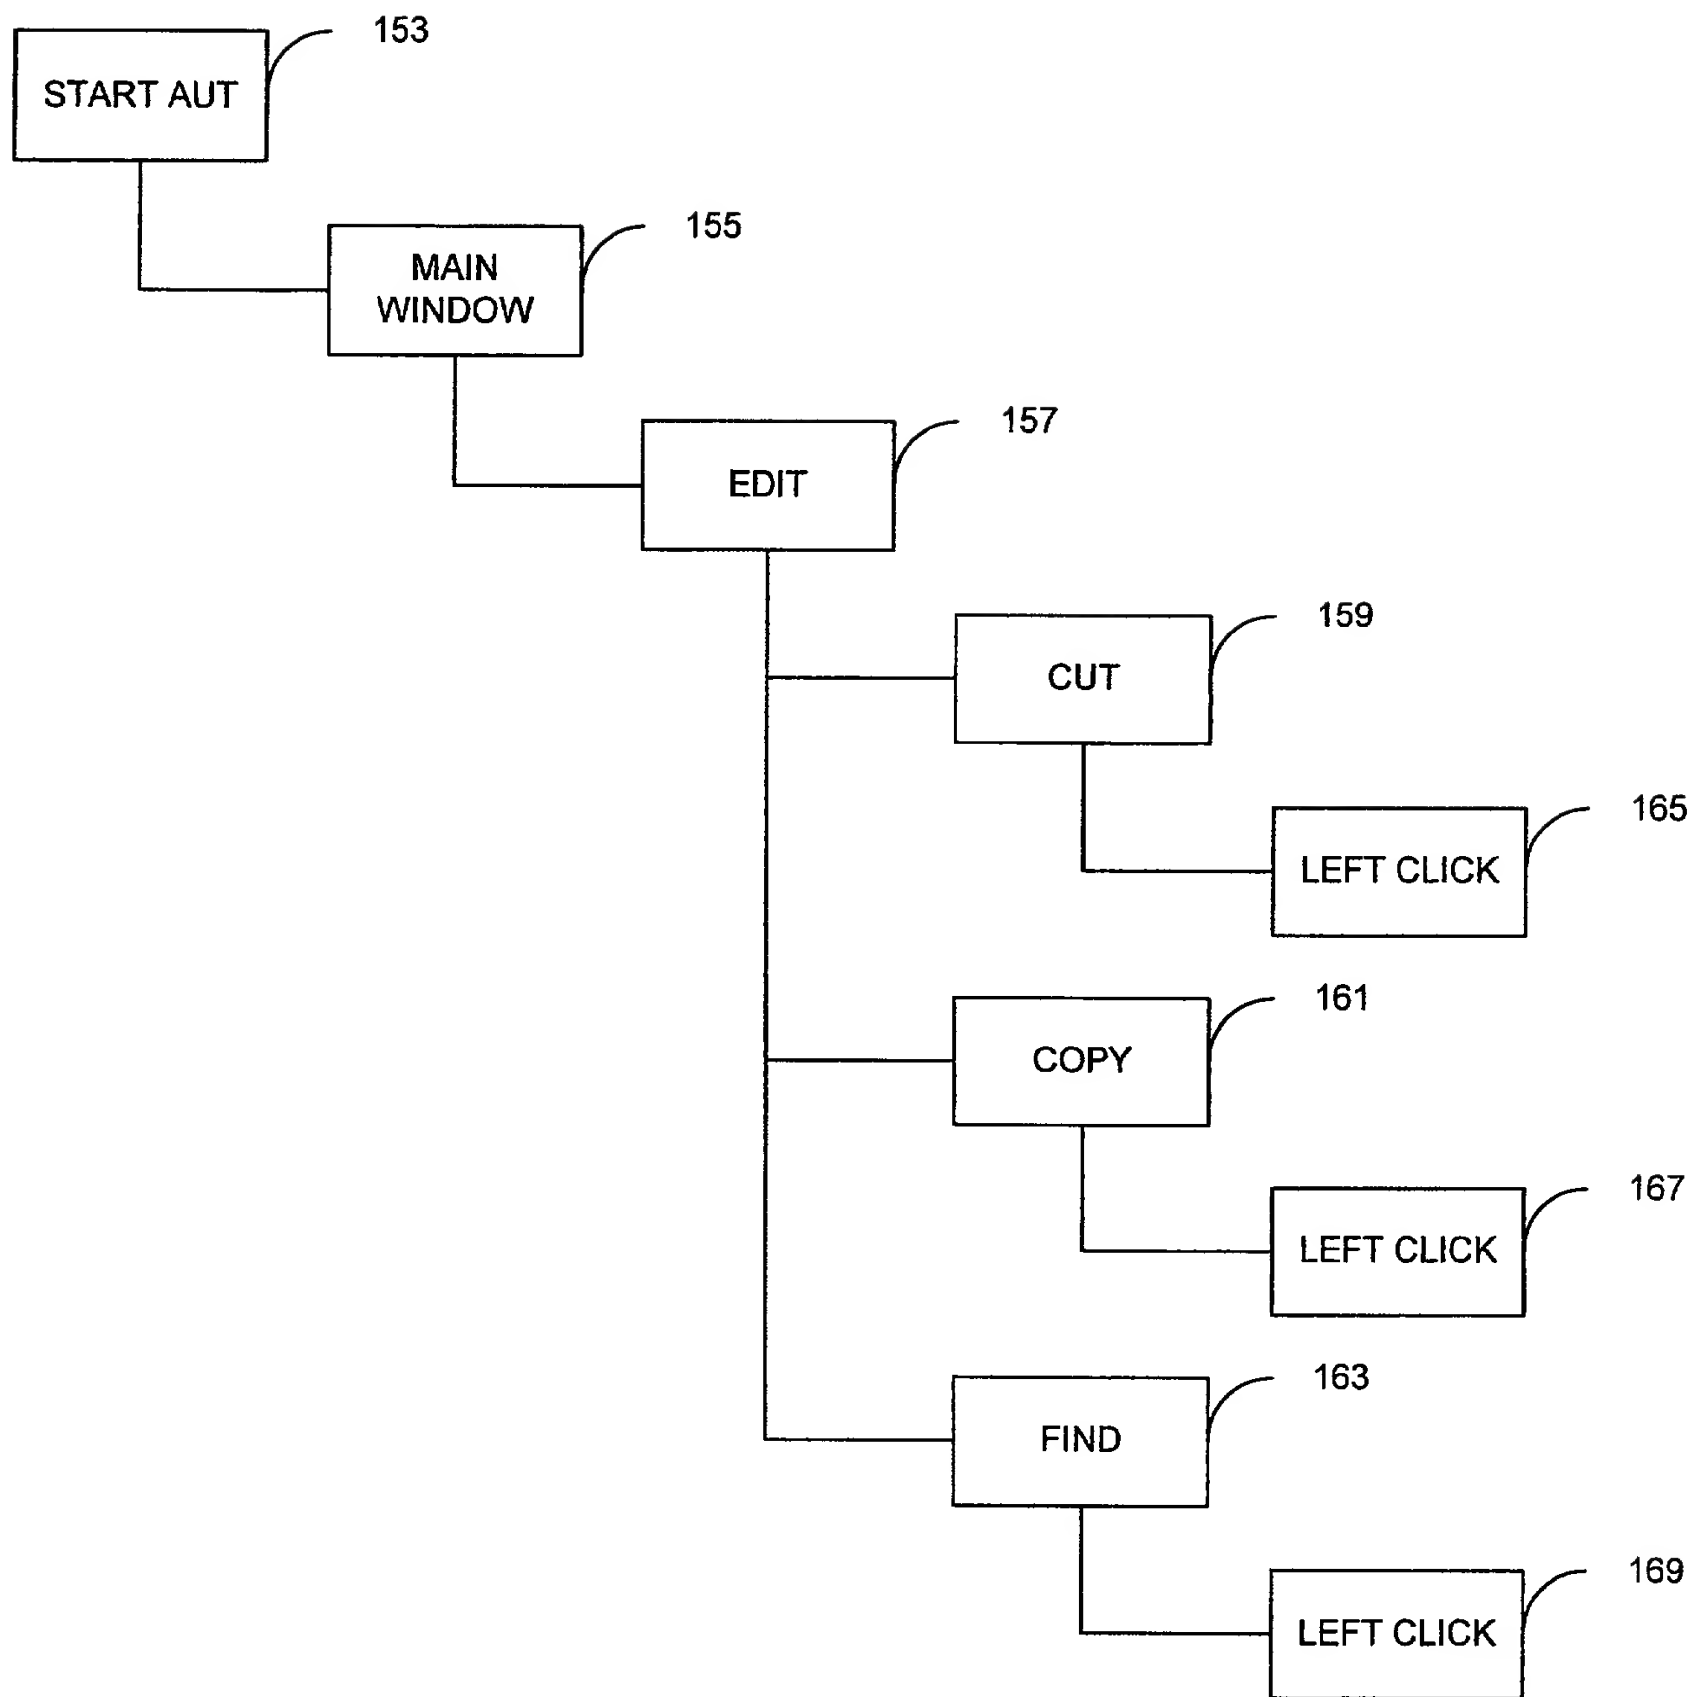 153
START AUT
155
MAIN
WINDOW
157
EDIT
159
CUT
165
LEFT CLICK
161
COPY
167
LEFT CLICK
163
FIND
169
LEFT CLICK